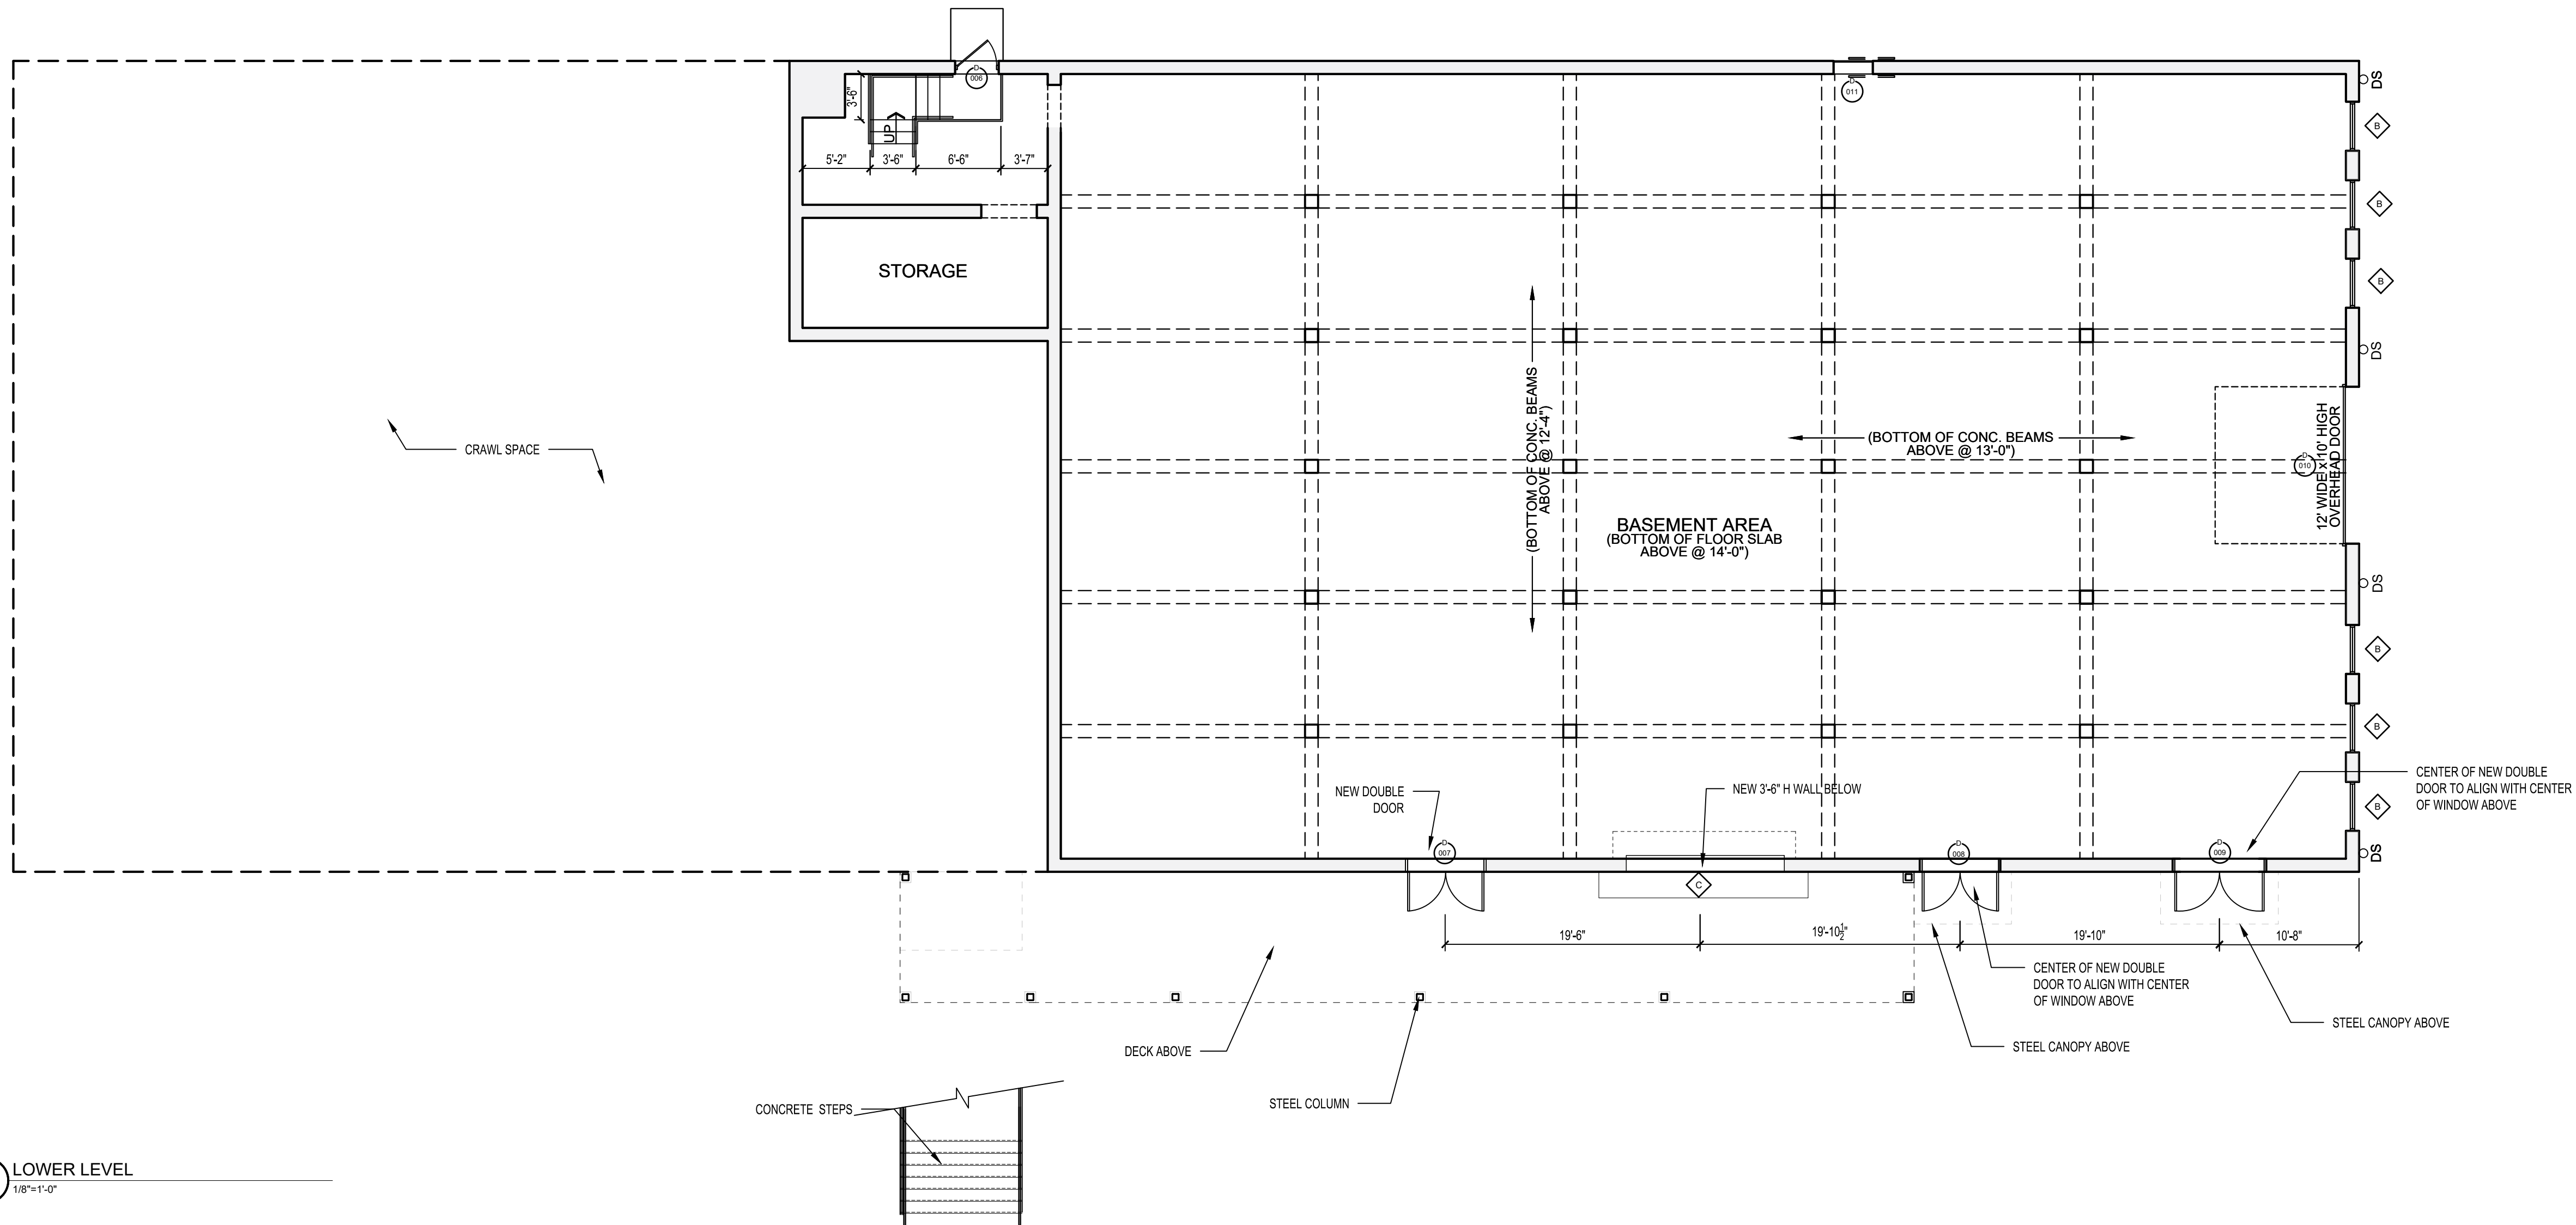 D
006
D
011
DS
3'-6"
UP
B
5'-2"
3'-6"
6'-6"
3'-7"
B
STORAGE
B
DS
(BOTTOM OF CONC. BEAMS
ABOVE @ 12'-4")
(BOTTOM OF CONC. BEAMS
ABOVE @ 13'-0")
12' WIDE x 10' HIGH
OVERHEAD DOOR
D
010
CRAWL SPACE
BASEMENT AREA
(BOTTOM OF FLOOR SLAB
ABOVE @ 14'-0")
DS
B
B
CENTER OF NEW DOUBLE
DOOR TO ALIGN WITH CENTER
OF WINDOW ABOVE
NEW DOUBLE
DOOR
NEW 3'-6" H WALL BELOW
B
D
007
D
008
D
009
DS
C
19'-6"
19'-10½"
19'-10"
10'-8"
CENTER OF NEW DOUBLE
DOOR TO ALIGN WITH CENTER
OF WINDOW ABOVE
STEEL CANOPY ABOVE
STEEL CANOPY ABOVE
DECK ABOVE
STEEL COLUMN
CONCRETE STEPS
LOWER LEVEL
1/8"=1'-0"